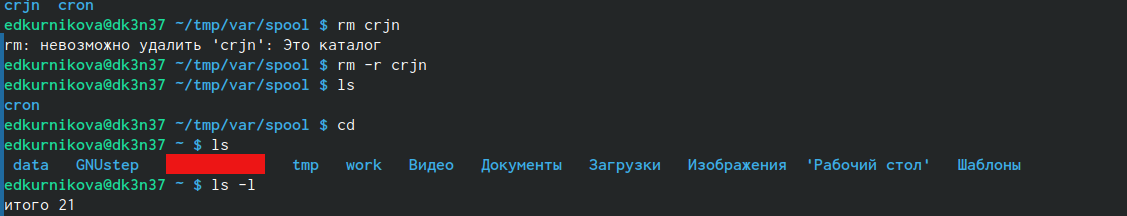 crjn cron
edkurnikova@dk3n37 ~/tmp/var/spool $ rm crjn
rm: невозможно удалить 'crjn': Это каталог
edkurnikova@dk3n37 ~/tmp/var/spool $ rm -r crjn
edkurnikova@dk3n37 ~/tmp/var/spool $ ls
cron
edkurnikova@dk3n37 ~/tmp/var/spool $ cd
edkurnikova@dk3n37 ~ $ ls
data GNUstep tmp work Видео Документы Загрузки Изображения 'Рабочий стол' Шаблоны
edkurnikova@dk3n37 ~ $ ls -l
итого 21